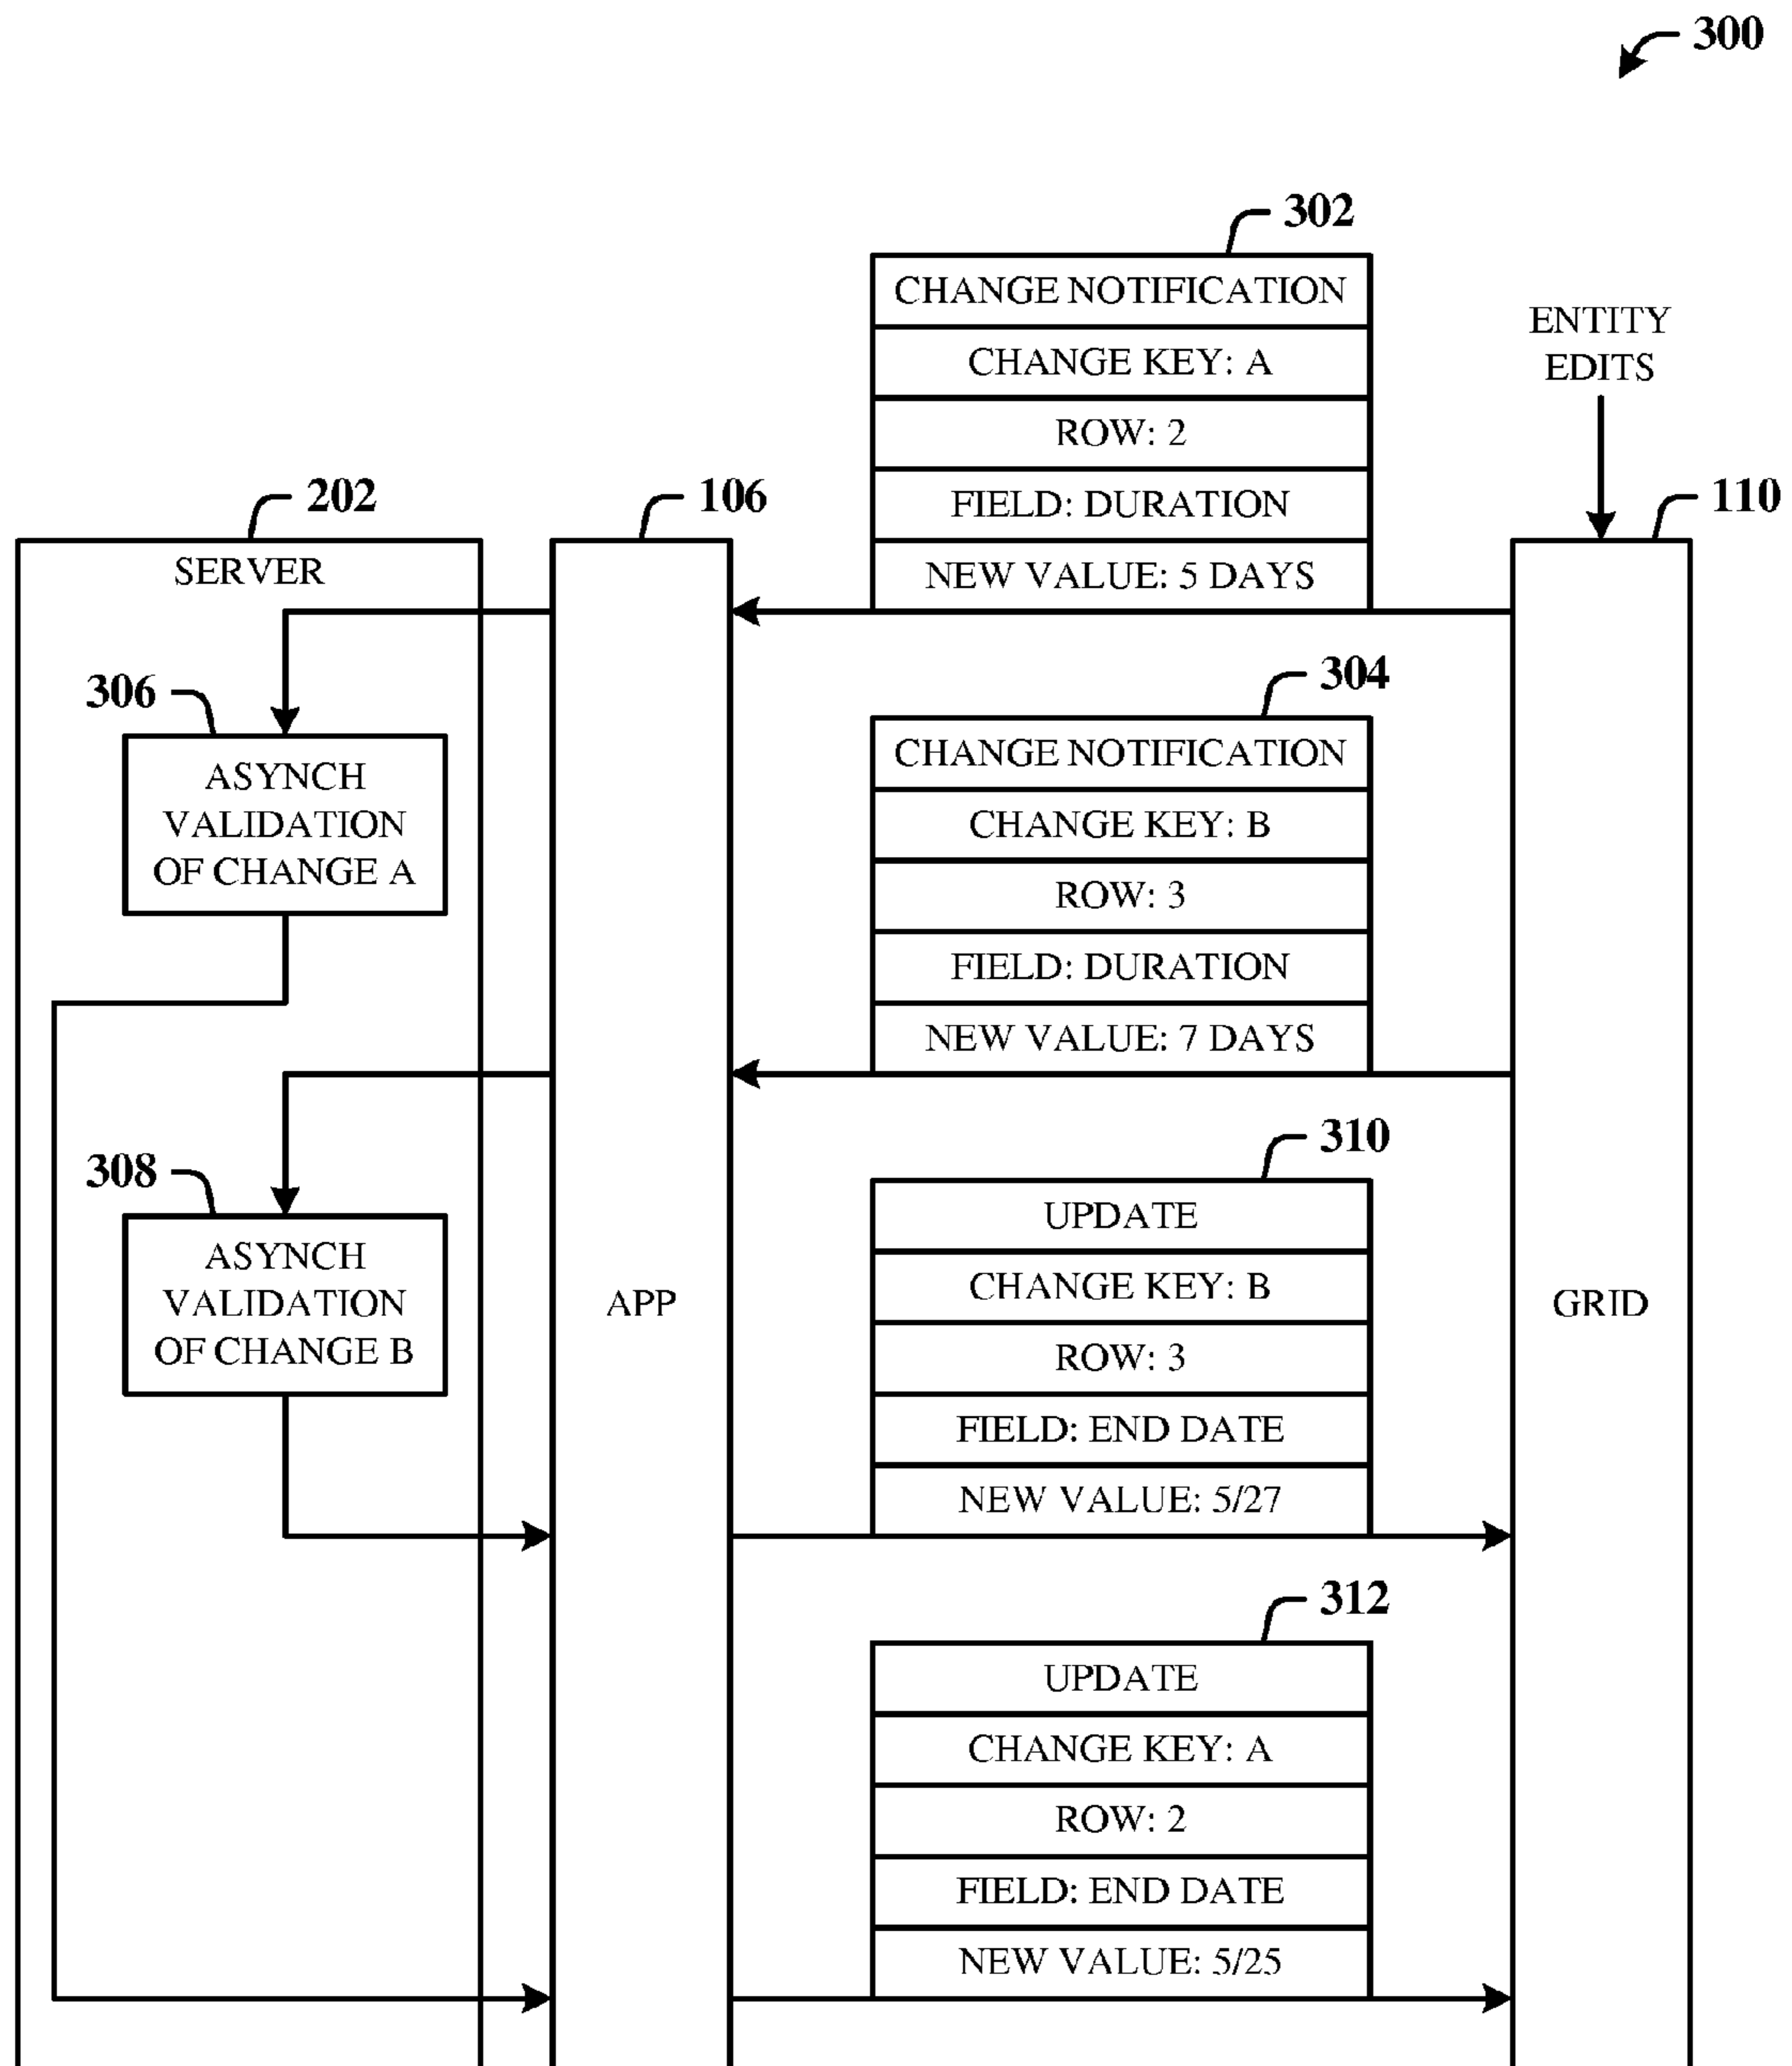 300
302
CHANGE NOTIFICATION
CHANGE KEY: A
ROW: 2
FIELD: DURATION
NEW VALUE: 5 DAYS
ENTITY
EDITS
202
SERVER
106
110
306
ASYNCH
VALIDATION
OF CHANGE A
304
CHANGE NOTIFICATION
CHANGE KEY: B
ROW: 3
FIELD: DURATION
NEW VALUE: 7 DAYS
308
ASYNCH
VALIDATION
OF CHANGE B
APP
310
UPDATE
CHANGE KEY: B
ROW: 3
FIELD: END DATE
NEW VALUE: 5/27
GRID
312
UPDATE
CHANGE KEY: A
ROW: 2
FIELD: END DATE
NEW VALUE: 5/25